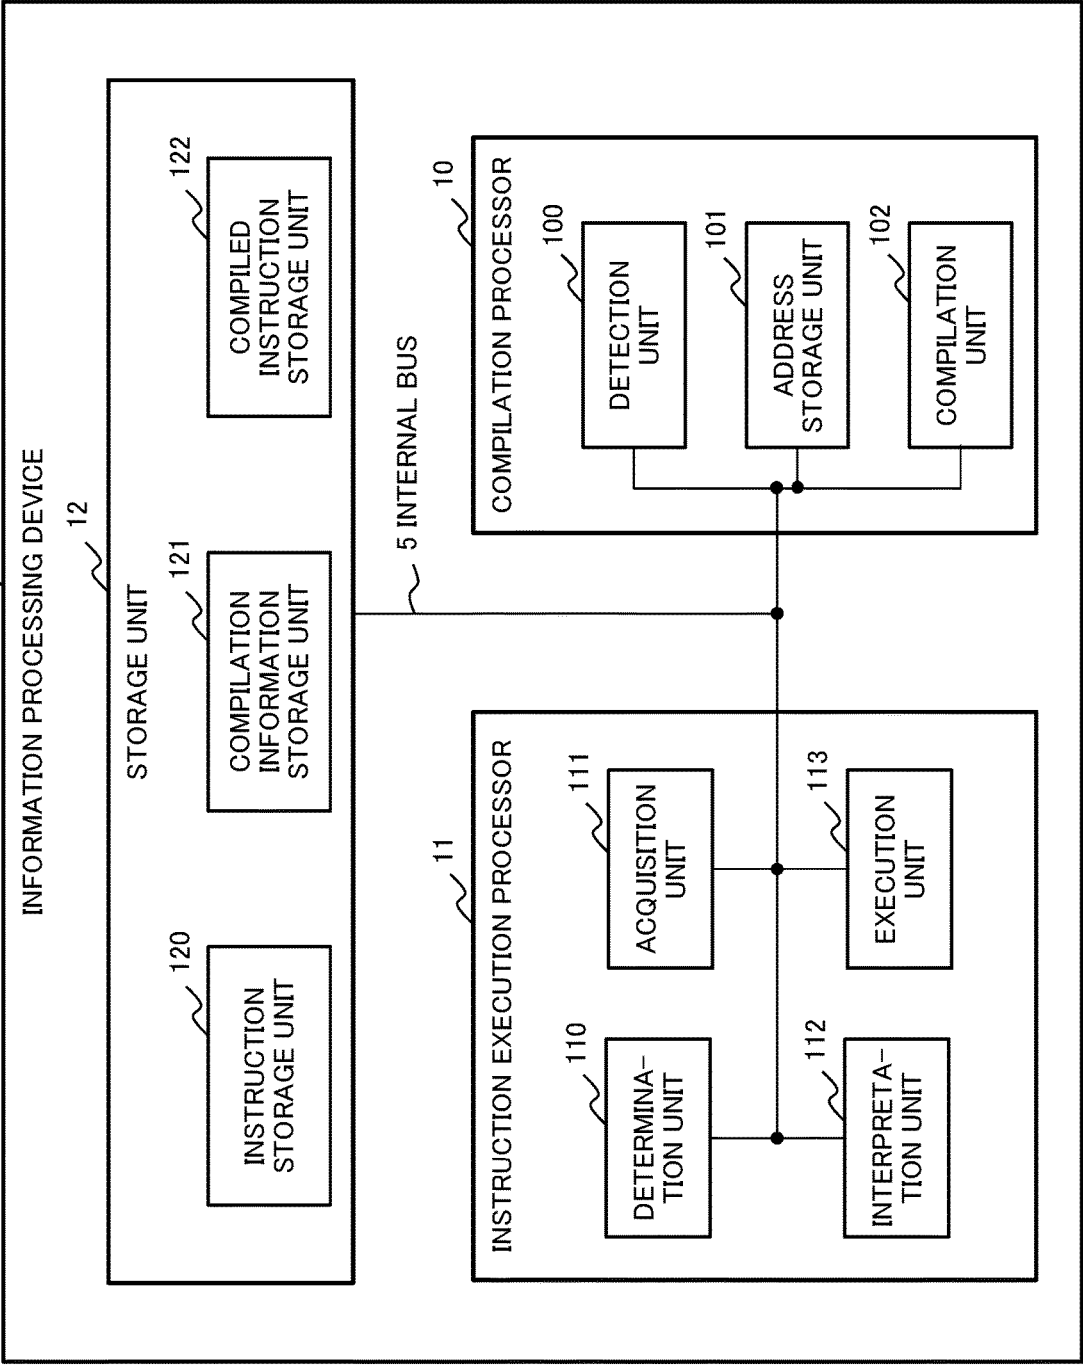 INFORMATION PROCESSING DEVICE
12
STORAGE UNIT
120
INSTRUCTION
STORAGE UNIT
121
COMPILATION
INFORMATION
STORAGE UNIT
122
COMPILED
INSTRUCTION
STORAGE UNIT
5 INTERNAL BUS
11
INSTRUCTION EXECUTION PROCESSOR
110
DETERMINA-
TION UNIT
111
ACQUISITION
UNIT
112
INTERPRETA-
TION UNIT
113
EXECUTION
UNIT
10
COMPILATION PROCESSOR
100
DETECTION
UNIT
101
ADDRESS
STORAGE UNIT
102
COMPILATION
UNIT